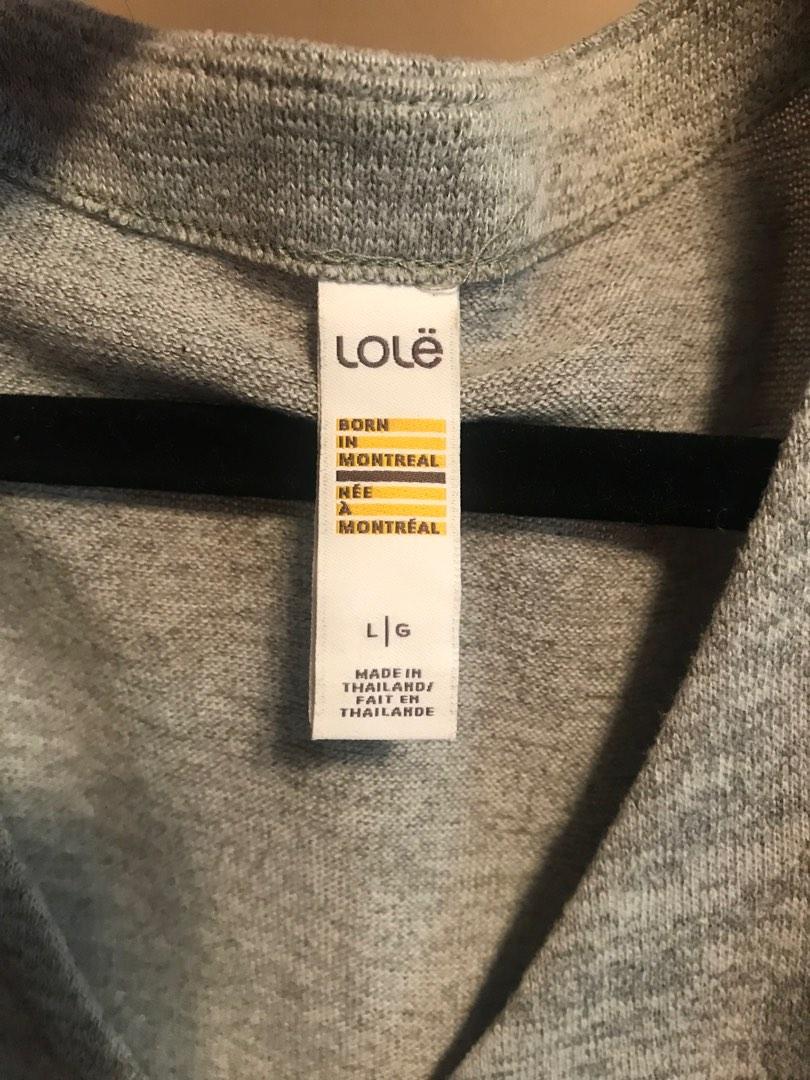 Lolë
BORN
IN
MONTREAL
NÉE
À
MONTRÉAL
L|G
MADE IN
THAILAND/
FAIT EN
THAILANDE